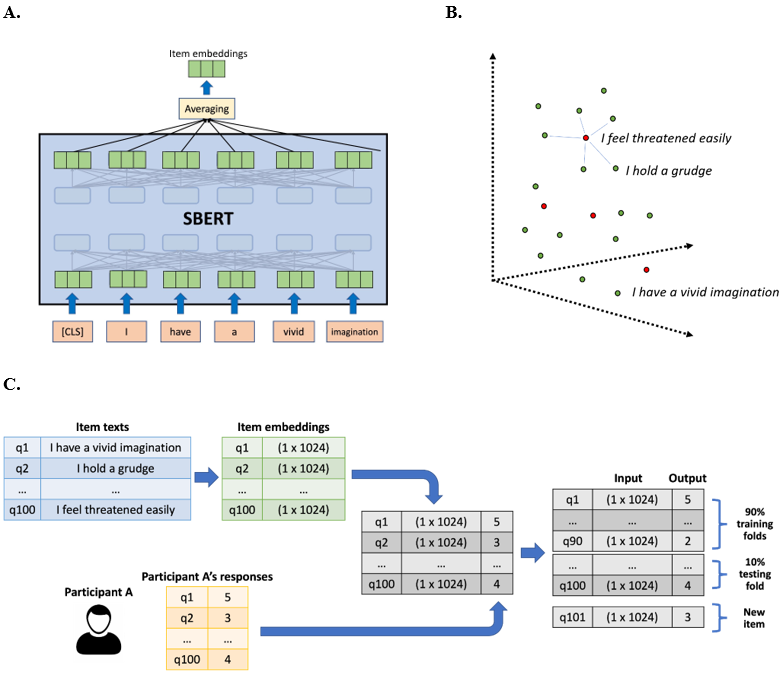 A.
Item embeddings
Averaging
SBERT
[CLS] I have a vivid imagination
B.
I feel threatened easily
I hold a grudge
I have a vivid imagination
C.
Item texts
q1 I have a vivid imagination
q2 I hold a grudge
... ...
q100 I feel threatened easily
Item embeddings
q1 (1 x 1024)
q2 (1 x 1024)
... ...
q100 (1 x 1024)
Participant A
Participant A's responses
q1 5
q2 3
... ...
q100 4
q1 (1 x 1024) 5
q2 (1 x 1024) 3
... ... ...
q100 (1 x 1024) 4
Input Output
q1 (1 x 1024) 5
... ... ...
q90 (1 x 1024) 2
... ... ...
q100 (1 x 1024) 4
q101 (1 x 1024) 3
90%
training
folds
10%
testing
fold
New
item